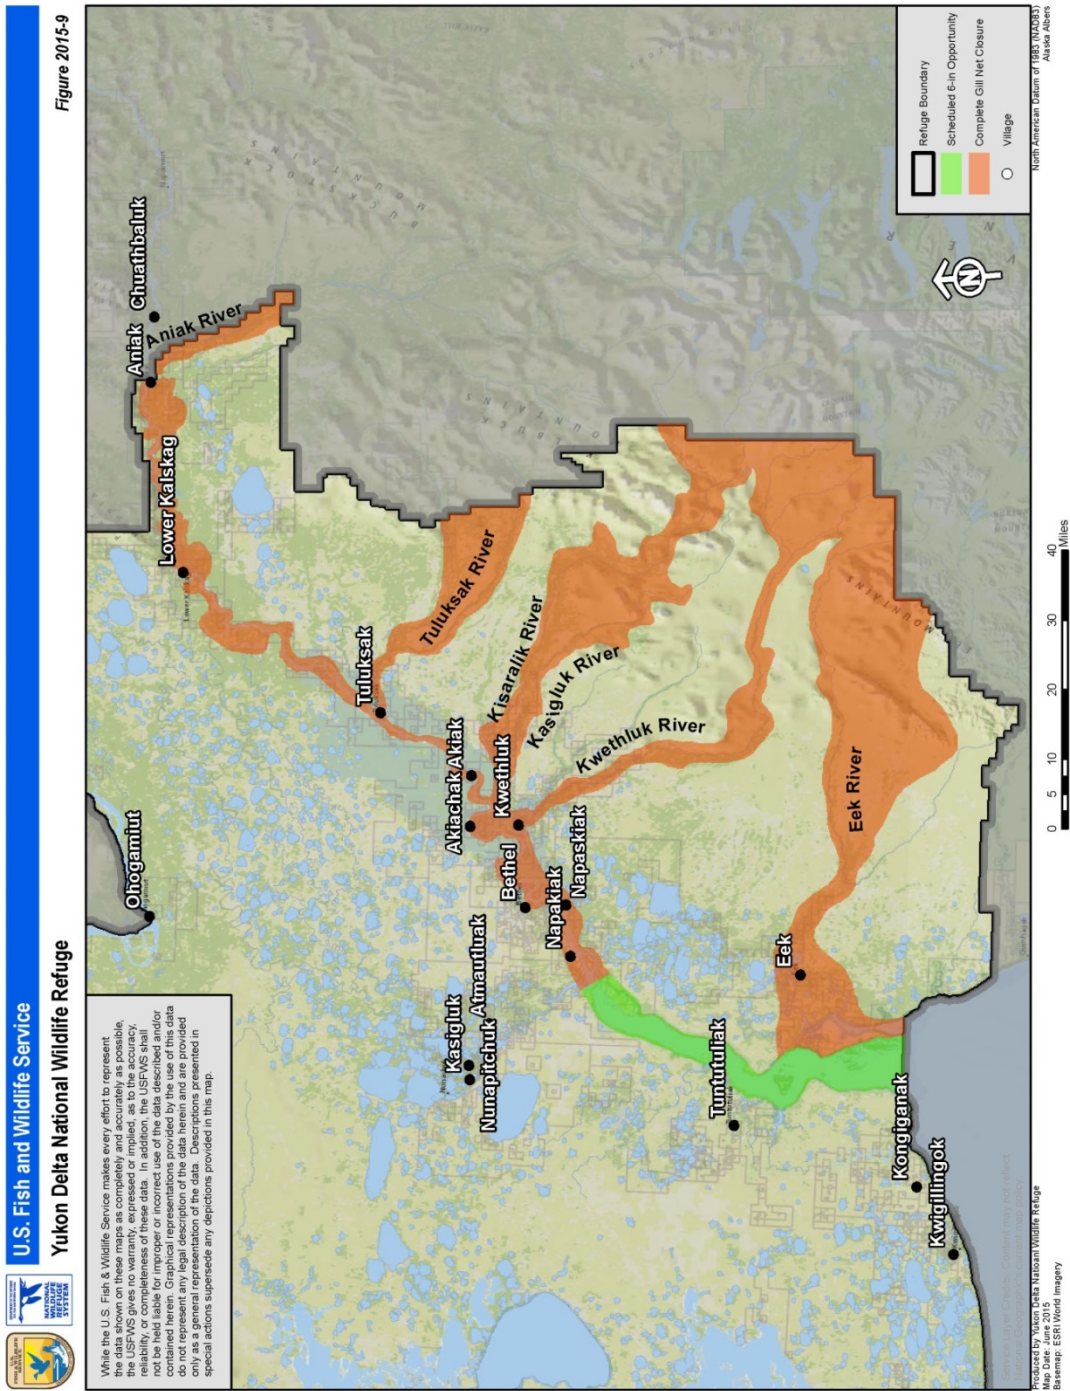 U.S. Fish and Wildlife Service
Yukon Delta National Wildlife Refuge
Figure 2015-9
NATIONAL
WILDLIFE
REFUGE
SYSTEM
While the U.S. Fish & Wildlife Service makes every effort to represent
the data shown on these maps as completely and accurately as possible,
the USFWS gives no warranty, expressed or implied, as to the accuracy,
reliability, or completeness of these data. In addition, the USFWS shall
not be held liable for improper or incorrect use of the data described and/or
contained herein. Graphical representations provided by the use of this data
do not represent any legal description of the data herein and are provided
only as a general representation of the data. Descriptions presented in
special actions supersede any depictions provided in this map.
Ohogamiut
Lower Kalskag
Aniak
Chuathbaluk
Aniak River
Tuluksak
Tuluksak River
Akiachak
Akiak
Kisaralik River
Kasigluk River
Kwethluk
Kwethluk River
Bethel
Napaskiak
Napakiak
Kasigluk
Atmautluak
Nunapitchuk
Tuntutuliak
Eek
Eek River
Kongiganak
Kwigillingok
BUCKSTOCK
MOUNTAINS
MOUNTAINS
N
Refuge Boundary
Scheduled 6-in Opportunity
Complete Gill Net Closure
Village
0 5 10 20 30 40
Miles
Produced by Yukon Delta Natioanl Wildlife Refuge
Map Date: June 2015
Basemap: ESRI World Imagery
North American Datum of 1983 (NAD83)
Alaska Albers